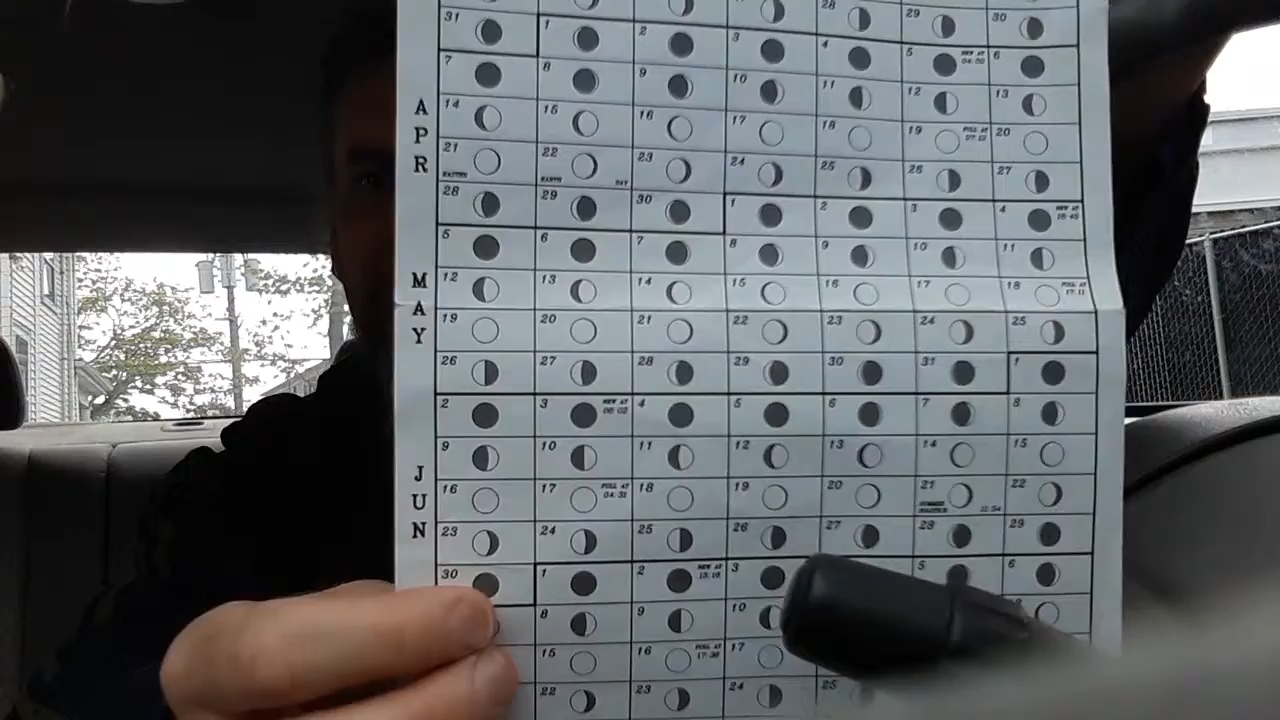 28 29 30
31 1 2 3 4 5 NEW AT 04:50 6
7 8 9 10 11 12 13
14 15 16 17 18 19 FULL AT 07:12 20
21 EASTER 22 EARTH DAY 23 24 25 26 27
28 29 30 1 2 3 4 NEW AT 18:45
5 6 7 8 9 10 11
12 13 14 15 16 17 18 FULL AT 17:11
19 20 21 22 23 24 25
26 27 28 29 30 31 1
2 3 NEW AT 06:02 4 5 6 7 8
9 10 11 12 13 14 15
16 17 FULL AT 04:31 18 19 20 21 SUMMER SOLSTICE 11:54 22
23 24 25 26 27 28 29
30 1 2 NEW AT 15:16 3 5 6
8 9 10
15 16 FULL AT 17:38 17
22 23 24 25
APR
MAY
JUN